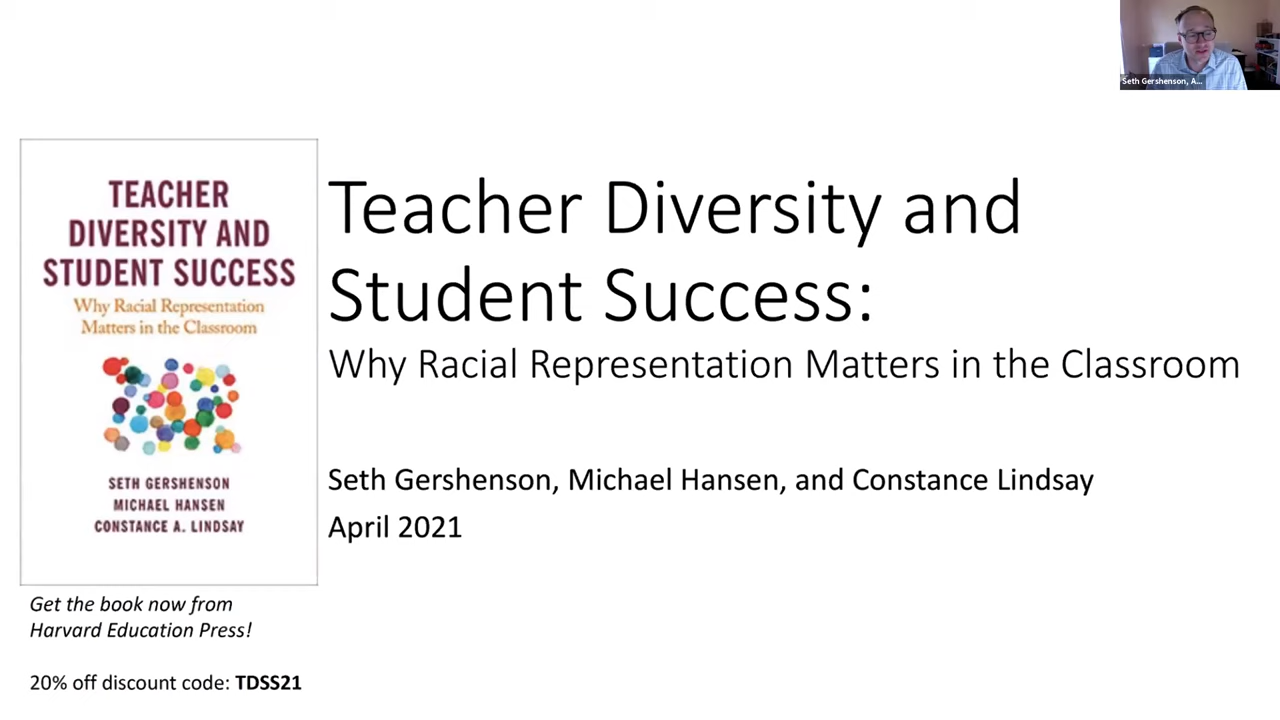 Seth Gershenson, A...
TEACHER
DIVERSITY AND
STUDENT SUCCESS
Why Racial Representation
Matters in the Classroom
SETH GERSHENSON
MICHAEL HANSEN
CONSTANCE A. LINDSAY
Get the book now from
Harvard Education Press!
20% off discount code: TDSS21
Teacher Diversity and
Student Success:
Why Racial Representation Matters in the Classroom
Seth Gershenson, Michael Hansen, and Constance Lindsay
April 2021